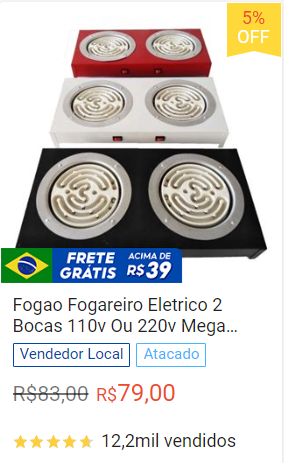 5%
OFF
FRETE
GRÁTIS
ACIMA DE
R$39
Fogao Fogareiro Eletrico 2
Bocas 110v Ou 220v Mega...
Vendedor Local
Atacado
R$83,00 R$79,00
12,2mil vendidos